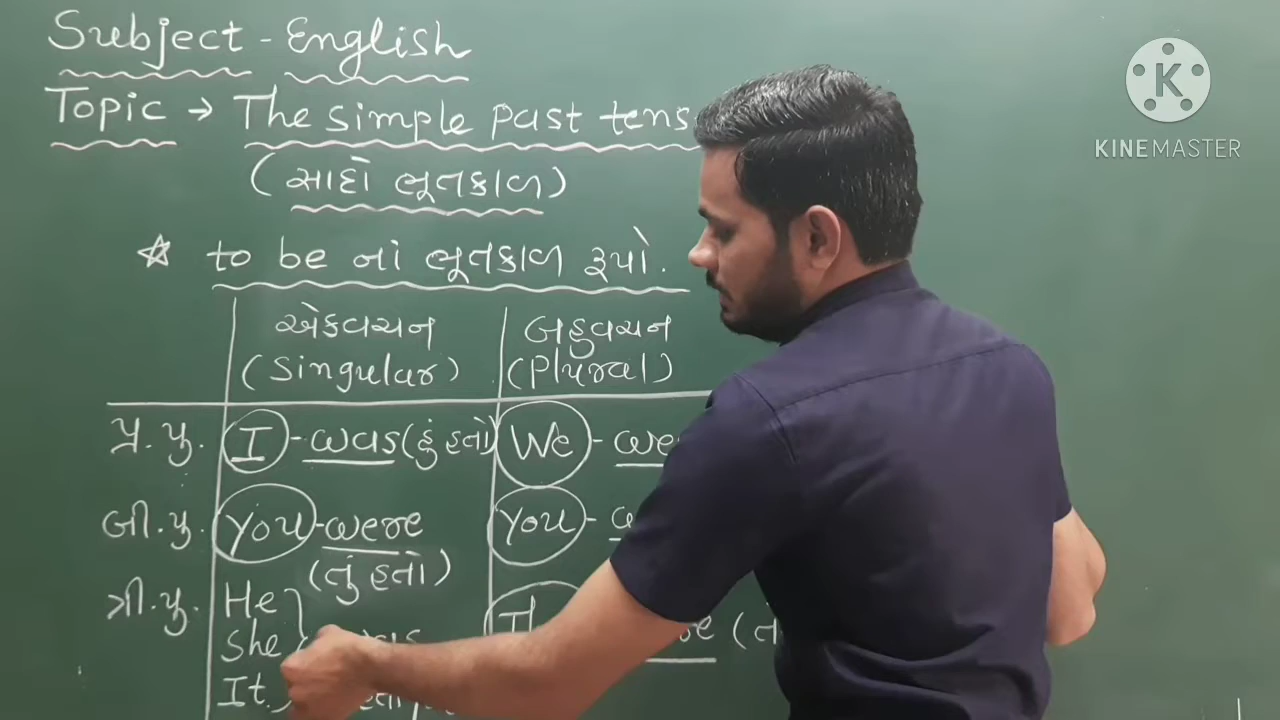 Subject - English
Topic → The simple past tens
(સાદો ભૂતકાળ)
☆ to be નાં ભૂતકાળ રૂપો.
એકવચન બહુવચન
(Singular) (Plural)
પ્ર. પુ. I - was (હું હતો) We - we
બી. પુ. You - were You -
(તું હતો)
ત્રી. પુ. He
She
It
K
KINEMASTER